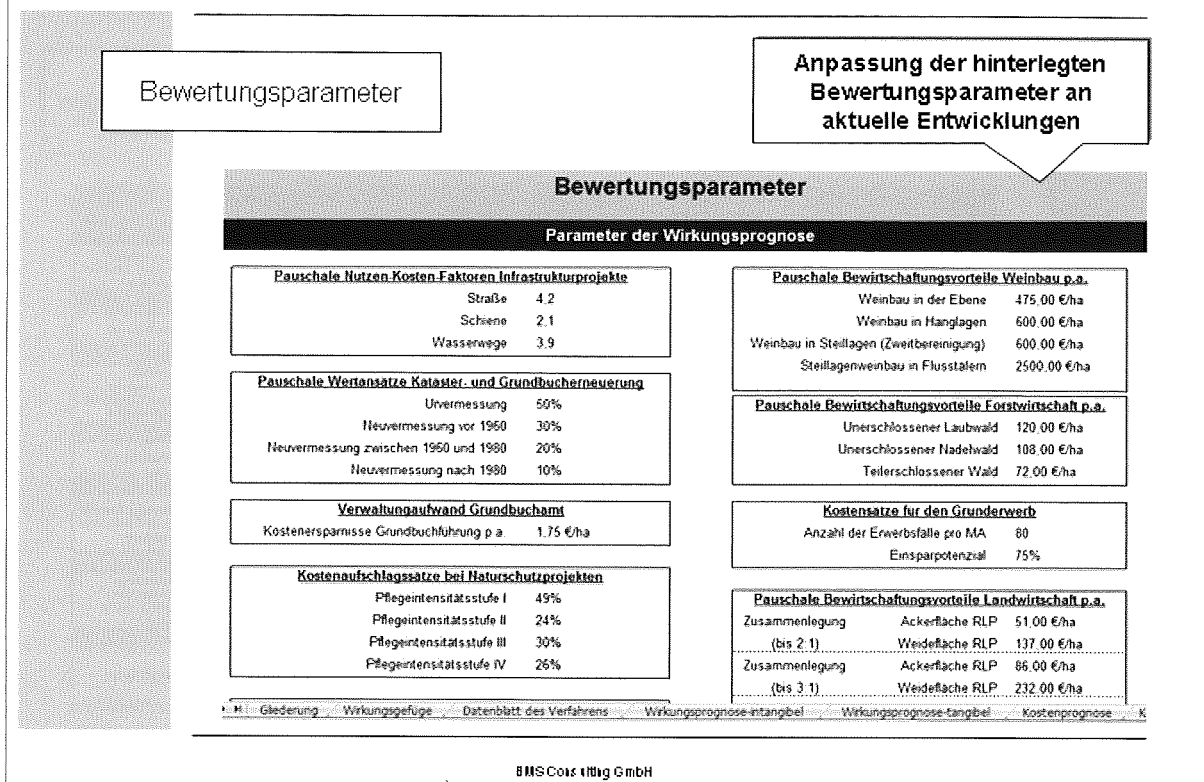 Bewertungsparameter
Anpassung der hinterlegten
Bewertungsparameter an
aktuelle Entwicklungen
Bewertungsparameter
Parameter der Wirkungsprognose
Pauschale Nutzen-Kosten-Faktoren Infrastrukturprojekte
Straße 4.2
Schiene 2.1
Wasserwege 3.9
Pauschale Wertansätze Kataster- und Grundbucherneuerung
Urvermessung 50%
Neuvermessung vor 1960 30%
Neuvermessung zwischen 1960 und 1980 20%
Neuvermessung nach 1980 10%
Verwaltungaufwand Grundbuchamt
Kostenersparnisse Grundbuchführung p.a. 1.75 €/ha
Kostenaufschlagssätze bei Naturschutzprojekten
Pflegeintensitätsstufe I 49%
Pflegeintensitätsstufe II 24%
Pflegeintensitätsstufe III 30%
Pflegeintensitätsstufe IV 26%
Pauschale Bewirtschaftungsvorteile Weinbau p.a.
Weinbau in der Ebene 475,00 €/ha
Weinbau in Hanglagen 600,00 €/ha
Weinbau in Steillagen (Zweitbereinigung) 600,00 €/ha
Steillagenweinbau in Flusstälern 2500,00 €/ha
Pauschale Bewirtschaftungsvorteile Forstwirtschaft p.a.
Unerschlossener Laubwald 120,00 €/ha
Unerschlossener Nadelwald 108,00 €/ha
Teilerschlossener Wald 72,00 €/ha
Kostensätze für den Grunderwerb
Anzahl der Erwerbsfälle pro MA 80
Einsparpotenzial 75%
Pauschale Bewirtschaftungsvorteile Landwirtschaft p.a.
Zusammenlegung Ackerfläche RLP 51,00 €/ha
(bis 2:1) Weidefläche RLP 137,00 €/ha
Zusammenlegung Ackerfläche RLP 86,00 €/ha
(bis 3:1) Weidefläche RLP 232,00 €/ha
Gliederung Wirkungsgefüge Datenblatt des Verfahrens Wirkungsprognose-intangibel Wirkungsprognose-tangibel Kostenprognose K
BMS Consulting GmbH